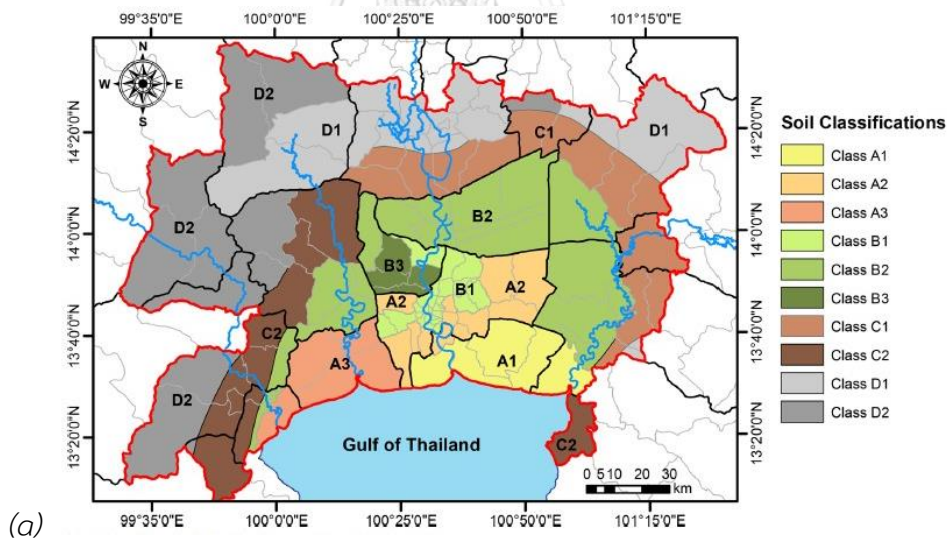 99°35'0"E 100°0'0"E 100°25'0"E 100°50'0"E 101°15'0"E
N
W E
S
14°20'0"N
14°0'0"N
13°40'0"N
13°20'0"N
14°20'0"N
14°0'0"N
13°40'0"N
13°20'0"N
D2
D1
C1
D1
D2
B2
B3
A2
B1
A2
C2
A3
A1
D2
Gulf of Thailand
C2
0 5 10 20 30
km
99°35'0"E 100°0'0"E 100°25'0"E 100°50'0"E 101°15'0"E
Soil Classifications
Class A1
Class A2
Class A3
Class B1
Class B2
Class B3
Class C1
Class C2
Class D1
Class D2
(a)